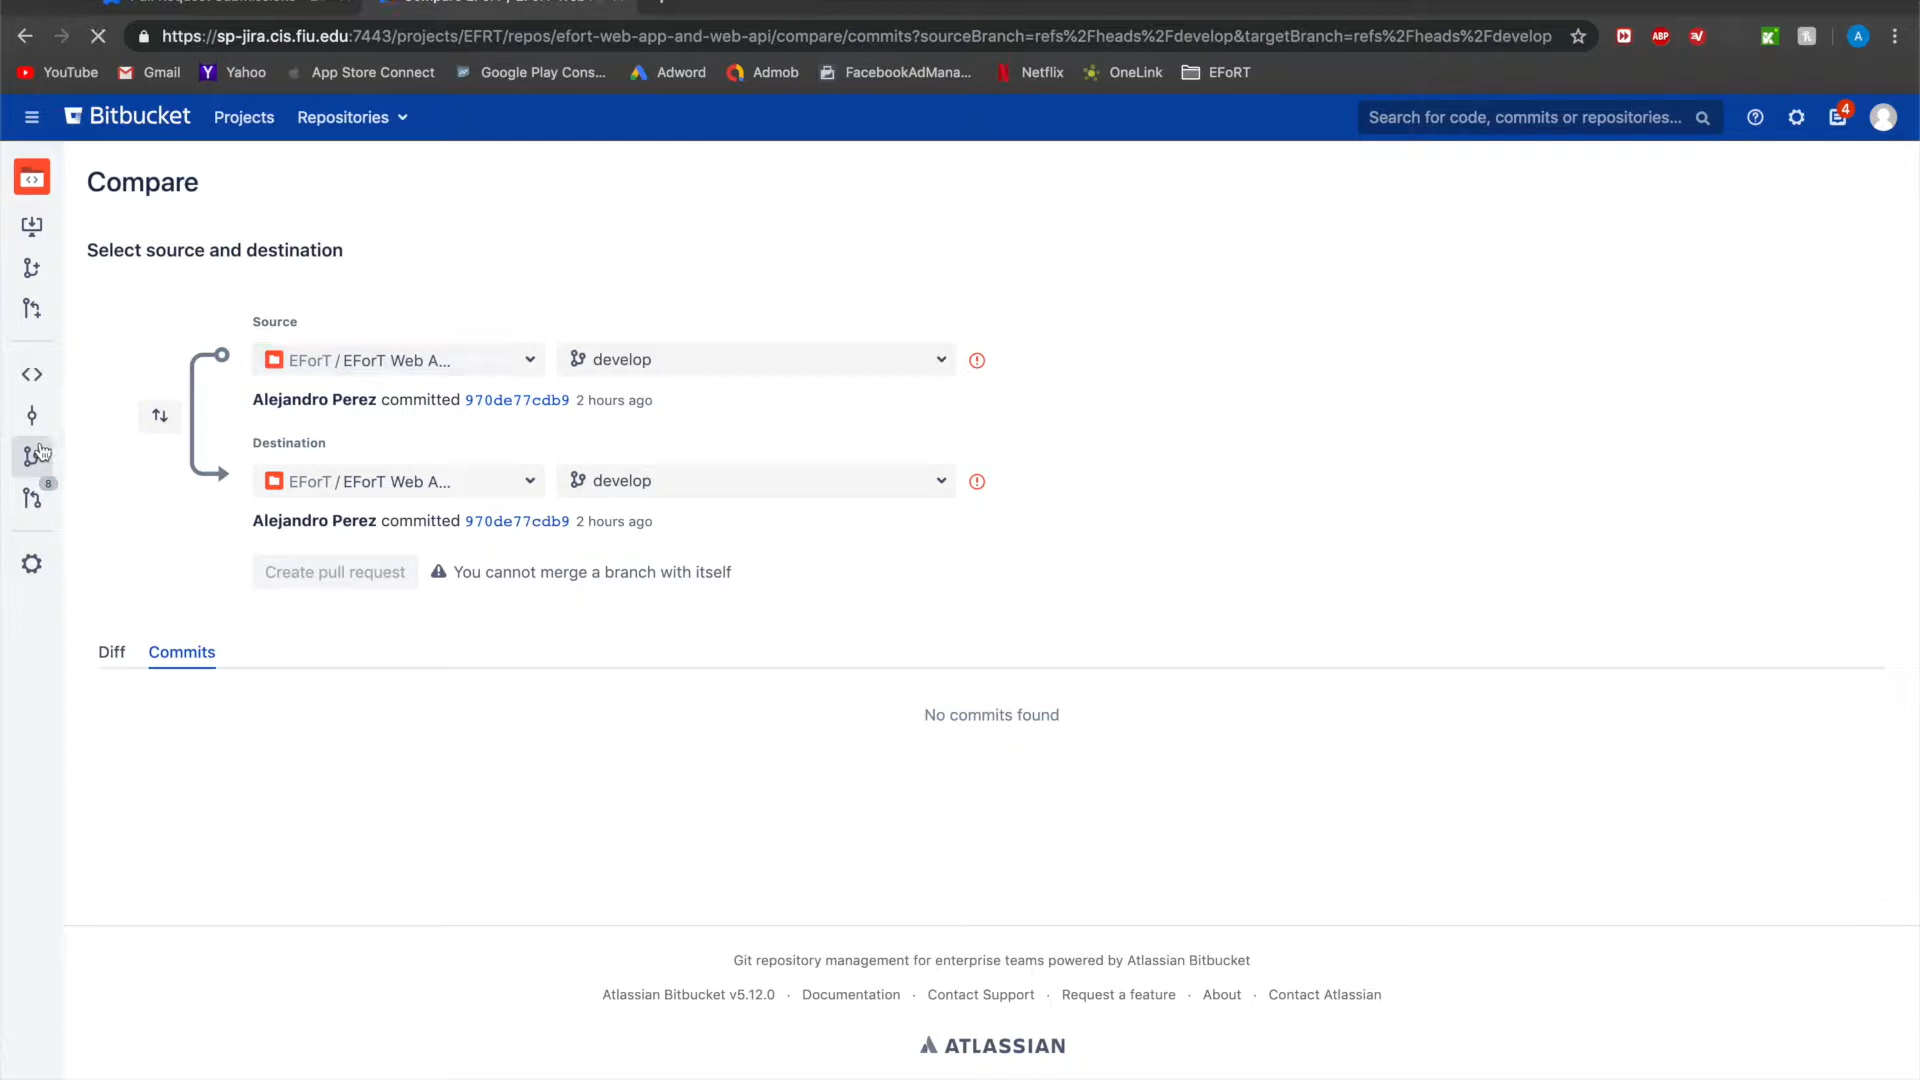 https://sp-jira.cis.fiu.edu:7443/projects/EFRT/repos/efort-web-app-and-web-api/compare/commits?sourceBranch=refs%2Fheads%2Fdevelop&targetBranch=refs%2Fheads%2Fdevelop
ABP
A
YouTube Gmail Yahoo App Store Connect Google Play Cons... Adword Admob FacebookAdMana... Netflix OneLink EFoRT
Bitbucket Projects Repositories Search for code, commits or repositories... 4
Compare
Select source and destination
Source
EForT / EForT Web A... develop
Alejandro Perez committed 970de77cdb9 2 hours ago
Destination
EForT / EForT Web A... develop
8
Alejandro Perez committed 970de77cdb9 2 hours ago
Create pull request You cannot merge a branch with itself
Diff Commits
No commits found
Git repository management for enterprise teams powered by Atlassian Bitbucket
Atlassian Bitbucket v5.12.0 · Documentation · Contact Support · Request a feature · About · Contact Atlassian
ATLASSIAN